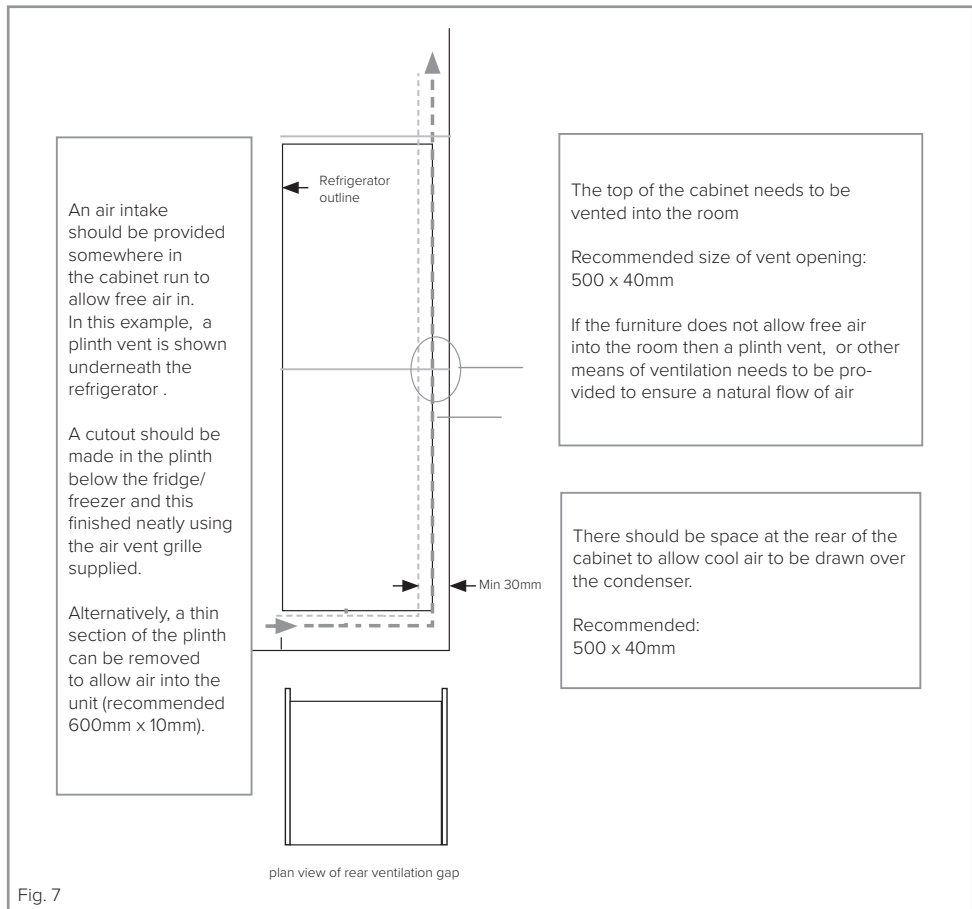 An air intake
should be provided
somewhere in
the cabinet run to
allow free air in.
In this example, a
plinth vent is shown
underneath the
refrigerator .
A cutout should be
made in the plinth
below the fridge/
freezer and this
finished neatly using
the air vent grille
supplied.
Alternatively, a thin
section of the plinth
can be removed
to allow air into the
unit (recommended
600mm x 10mm).
Refrigerator
outline
Min 30mm
plan view of rear ventilation gap
The top of the cabinet needs to be
vented into the room
Recommended size of vent opening:
500 x 40mm
If the furniture does not allow free air
into the room then a plinth vent, or other
means of ventilation needs to be pro-
vided to ensure a natural flow of air
There should be space at the rear of the
cabinet to allow cool air to be drawn over
the condenser.
Recommended:
500 x 40mm
Fig. 7